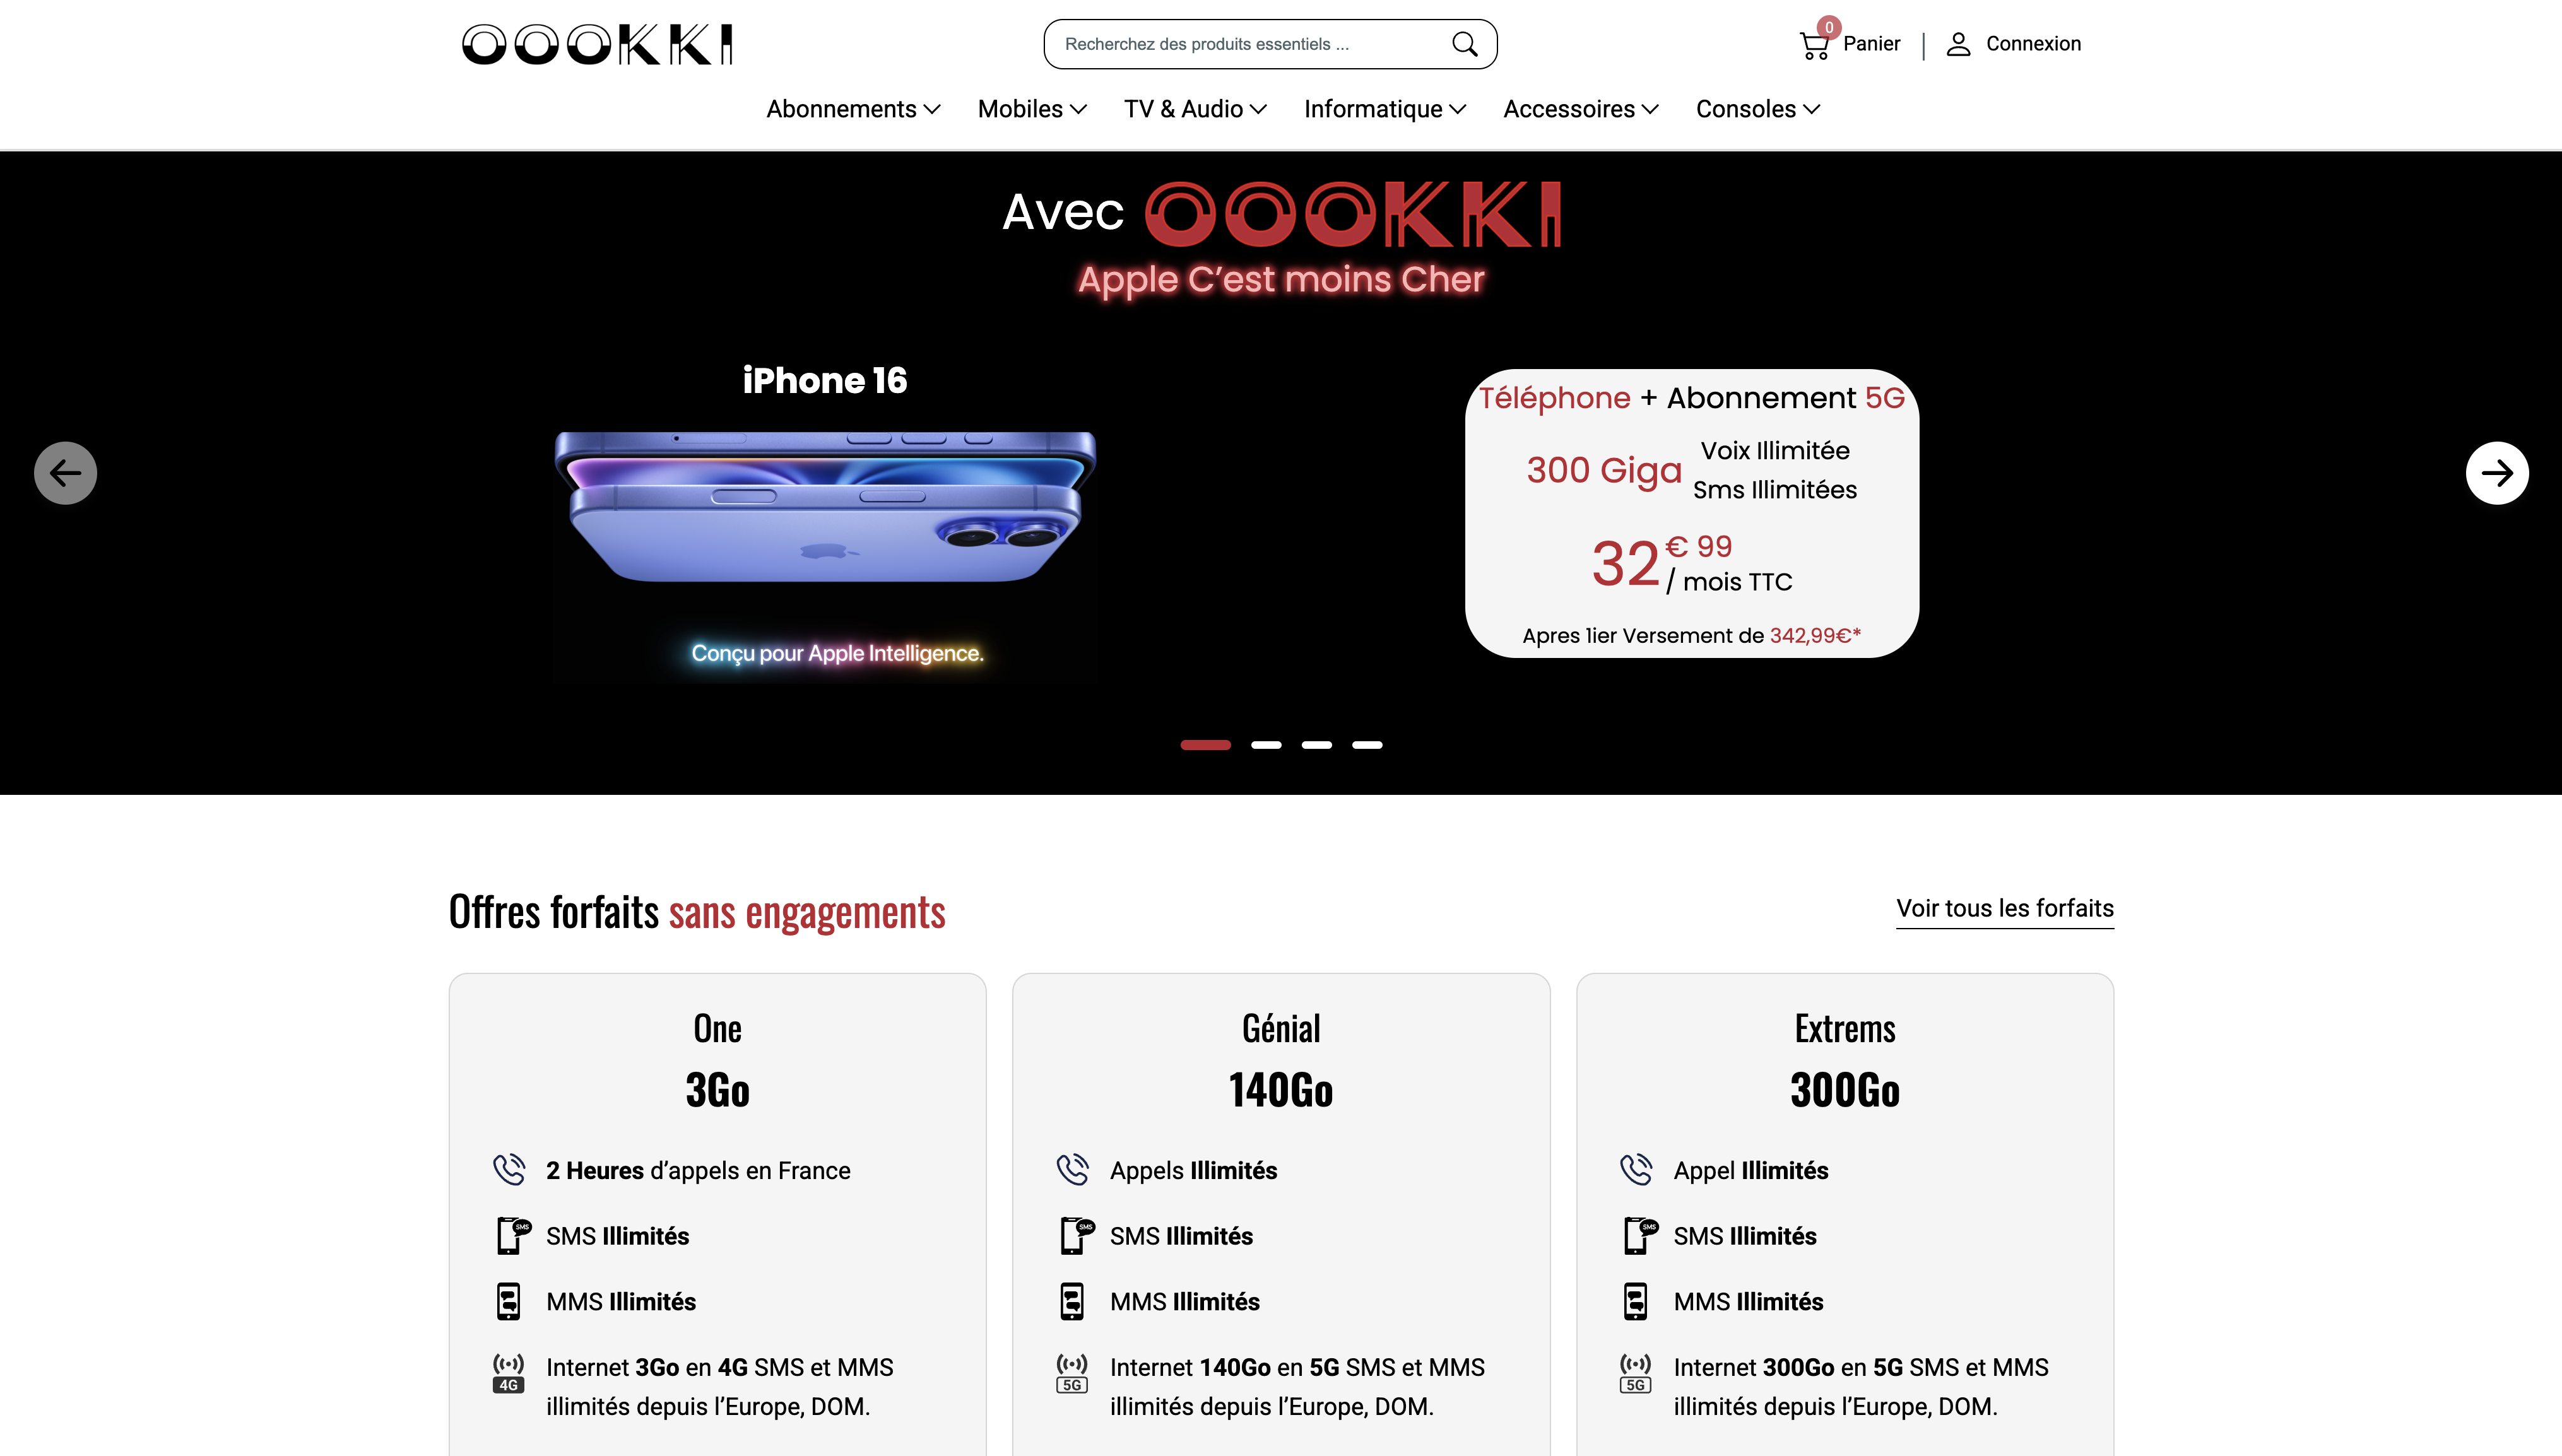 OOOKKI
Recherchez des produits essentiels ...
0
Panier
Connexion
Abonnements
Mobiles
TV & Audio
Informatique
Accessoires
Consoles
Avec OOOKKI
Apple C’est moins Cher
iPhone 16
Conçu pour Apple Intelligence.
Téléphone + Abonnement 5G
300 Giga
Voix Illimitée
Sms Illimitées
32 € 99
/ mois TTC
Apres 1ier Versement de 342,99€*
Offres forfaits sans engagements
Voir tous les forfaits
One
3Go
2 Heures d’appels en France
SMS
SMS Illimités
MMS Illimités
4G
Internet 3Go en 4G SMS et MMS
illimités depuis l’Europe, DOM.
Génial
140Go
Appels Illimités
SMS
SMS Illimités
MMS Illimités
5G
Internet 140Go en 5G SMS et MMS
illimités depuis l’Europe, DOM.
Extrems
300Go
Appel Illimités
SMS
SMS Illimités
MMS Illimités
5G
Internet 300Go en 5G SMS et MMS
illimités depuis l’Europe, DOM.